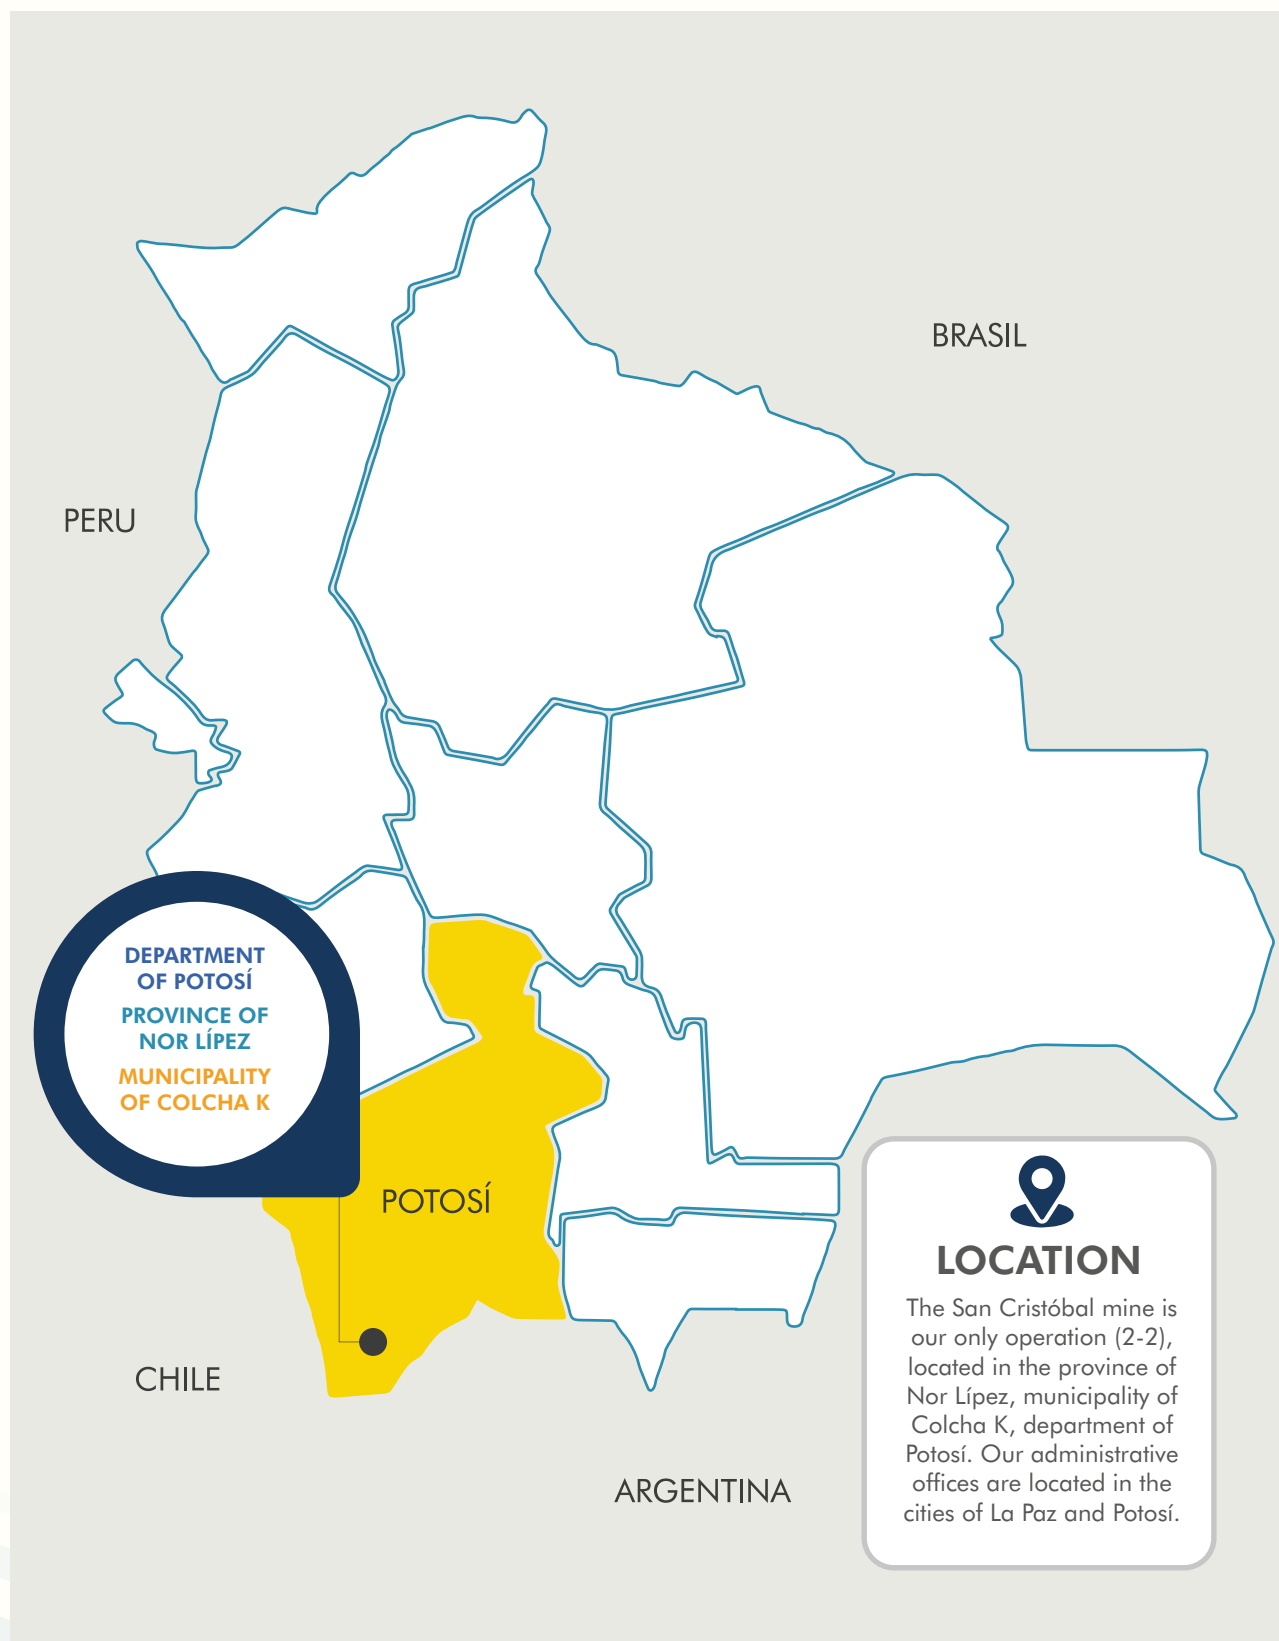 BRASIL
PERU
DEPARTMENT
OF POTOSÍ
PROVINCE OF
NOR LÍPEZ
MUNICIPALITY
OF COLCHA K
POTOSÍ
CHILE
ARGENTINA
LOCATION
The San Cristóbal mine is
our only operation (2-2),
located in the province of
Nor Lípez, municipality of
Colcha K, department of
Potosí. Our administrative
offices are located in the
cities of La Paz and Potosí.